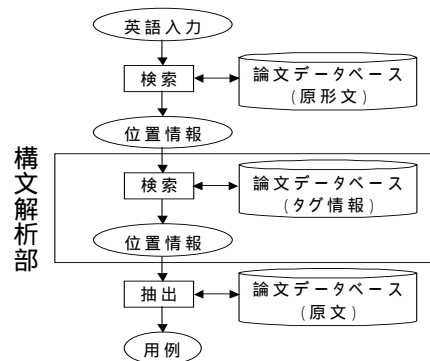 英語入力
検索
論文データベース
(原形文)
位置情報
構文解析部
検索
論文データベース
(タグ情報)
位置情報
抽出
論文データベース
(原文)
用例